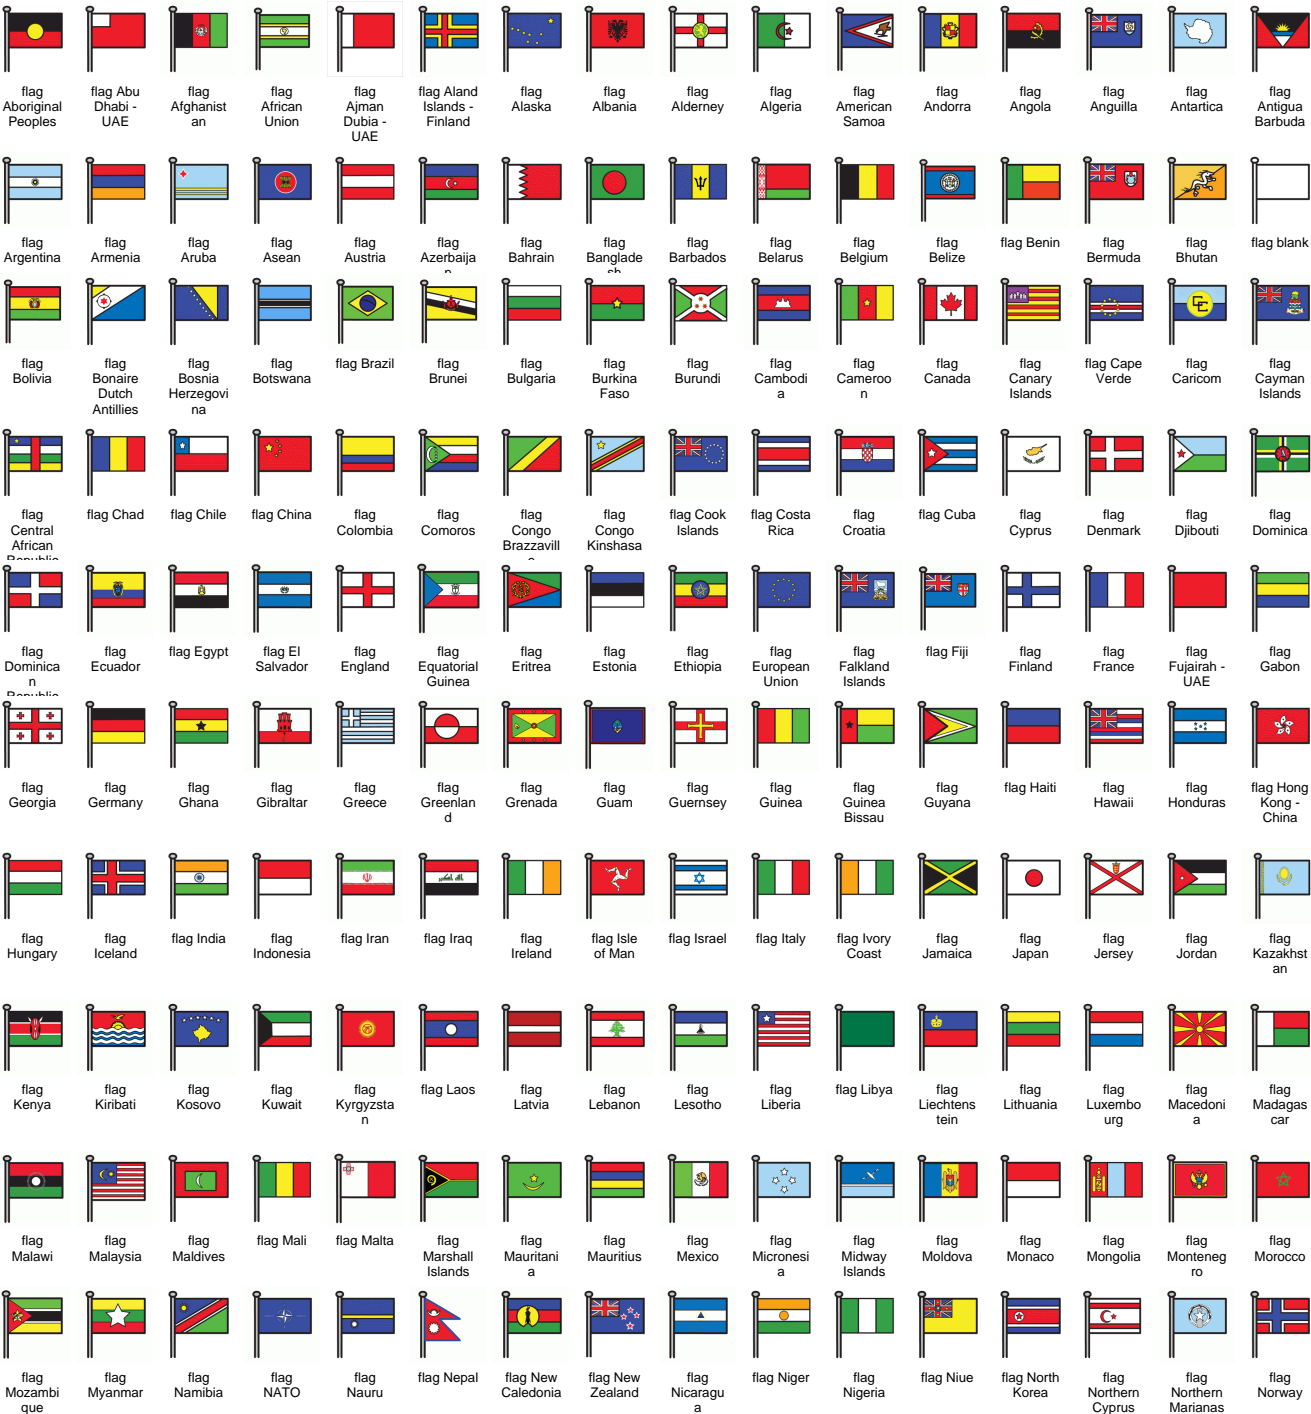 flag
Aboriginal
Peoples
flag Abu
Dhabi -
UAE
flag
Afghanist
an
flag
African
Union
flag
Ajman
Dubia -
UAE
flag Aland
Islands -
Finland
flag
Alaska
flag
Albania
flag
Alderney
flag
Algeria
flag
American
Samoa
flag
Andorra
flag
Angola
flag
Anguilla
flag
Antartica
flag
Antigua
Barbuda
flag
Argentina
flag
Armenia
flag
Aruba
flag
Asean
flag
Austria
flag
Azerbaija
n
flag
Bahrain
flag
Banglade
sh
flag
Barbados
flag
Belarus
flag
Belgium
flag
Belize
flag Benin
flag
Bermuda
flag
Bhutan
flag blank
flag
Bolivia
flag
Bonaire
Dutch
Antillies
flag
Bosnia
Herzegovi
na
flag
Botswana
flag Brazil
flag
Brunei
flag
Bulgaria
flag
Burkina
Faso
flag
Burundi
flag
Cambodi
a
flag
Cameroo
n
flag
Canada
flag
Canary
Islands
flag Cape
Verde
flag
Caricom
flag
Cayman
Islands
flag
Central
African
Republic
flag Chad
flag Chile
flag China
flag
Colombia
flag
Comoros
flag
Congo
Brazzavill
e
flag
Congo
Kinshasa
flag Cook
Islands
flag Costa
Rica
flag
Croatia
flag Cuba
flag
Cyprus
flag
Denmark
flag
Djibouti
flag
Dominica
flag
Dominica
n
Republic
flag
Ecuador
flag Egypt
flag El
Salvador
flag
England
flag
Equatorial
Guinea
flag
Eritrea
flag
Estonia
flag
Ethiopia
flag
European
Union
flag
Falkland
Islands
flag Fiji
flag
Finland
flag
France
flag
Fujairah -
UAE
flag
Gabon
flag
Georgia
flag
Germany
flag
Ghana
flag
Gibraltar
flag
Greece
flag
Greenlan
d
flag
Grenada
flag
Guam
flag
Guernsey
flag
Guinea
flag
Guinea
Bissau
flag
Guyana
flag Haiti
flag
Hawaii
flag
Honduras
flag Hong
Kong -
China
flag
Hungary
flag
Iceland
flag India
flag
Indonesia
flag Iran
flag Iraq
flag
Ireland
flag Isle
of Man
flag Israel
flag Italy
flag Ivory
Coast
flag
Jamaica
flag
Japan
flag
Jersey
flag
Jordan
flag
Kazakhst
an
flag
Kenya
flag
Kiribati
flag
Kosovo
flag
Kuwait
flag
Kyrgyzsta
n
flag Laos
flag
Latvia
flag
Lebanon
flag
Lesotho
flag
Liberia
flag Libya
flag
Liechtens
tein
flag
Lithuania
flag
Luxembo
urg
flag
Macedoni
a
flag
Madagas
car
flag
Malawi
flag
Malaysia
flag
Maldives
flag Mali
flag Malta
flag
Marshall
Islands
flag
Mauritani
a
flag
Mauritius
flag
Mexico
flag
Micronesi
a
flag
Midway
Islands
flag
Moldova
flag
Monaco
flag
Mongolia
flag
Monteneg
ro
flag
Morocco
flag
Mozambi
que
flag
Myanmar
flag
Namibia
flag
NATO
flag
Nauru
flag Nepal
flag New
Caledonia
flag New
Zealand
flag
Nicaragu
a
flag Niger
flag
Nigeria
flag Niue
flag North
Korea
flag
Northern
Cyprus
flag
Northern
Marianas
flag
Norway